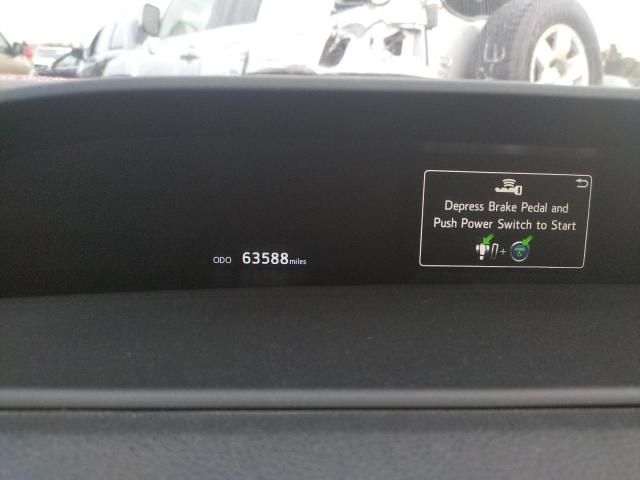 Depress Brake Pedal and
Push Power Switch to Start
+
ODO 63588 miles